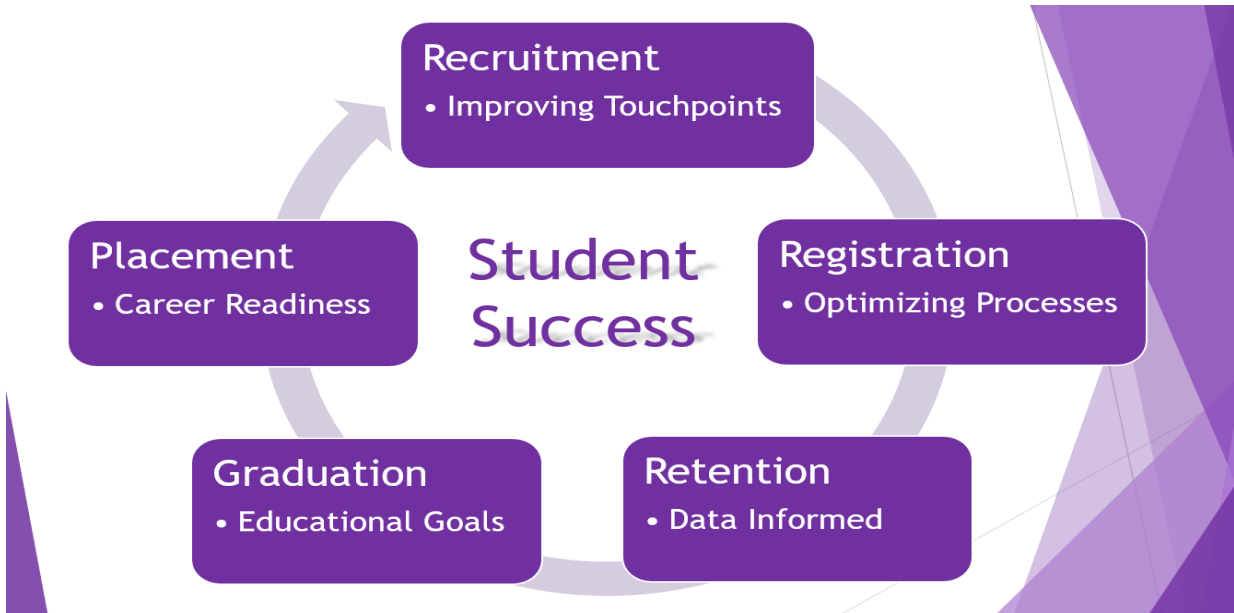 Recruitment
• Improving Touchpoints
Registration
• Optimizing Processes
Retention
• Data Informed
Graduation
• Educational Goals
Placement
• Career Readiness
Student
Success